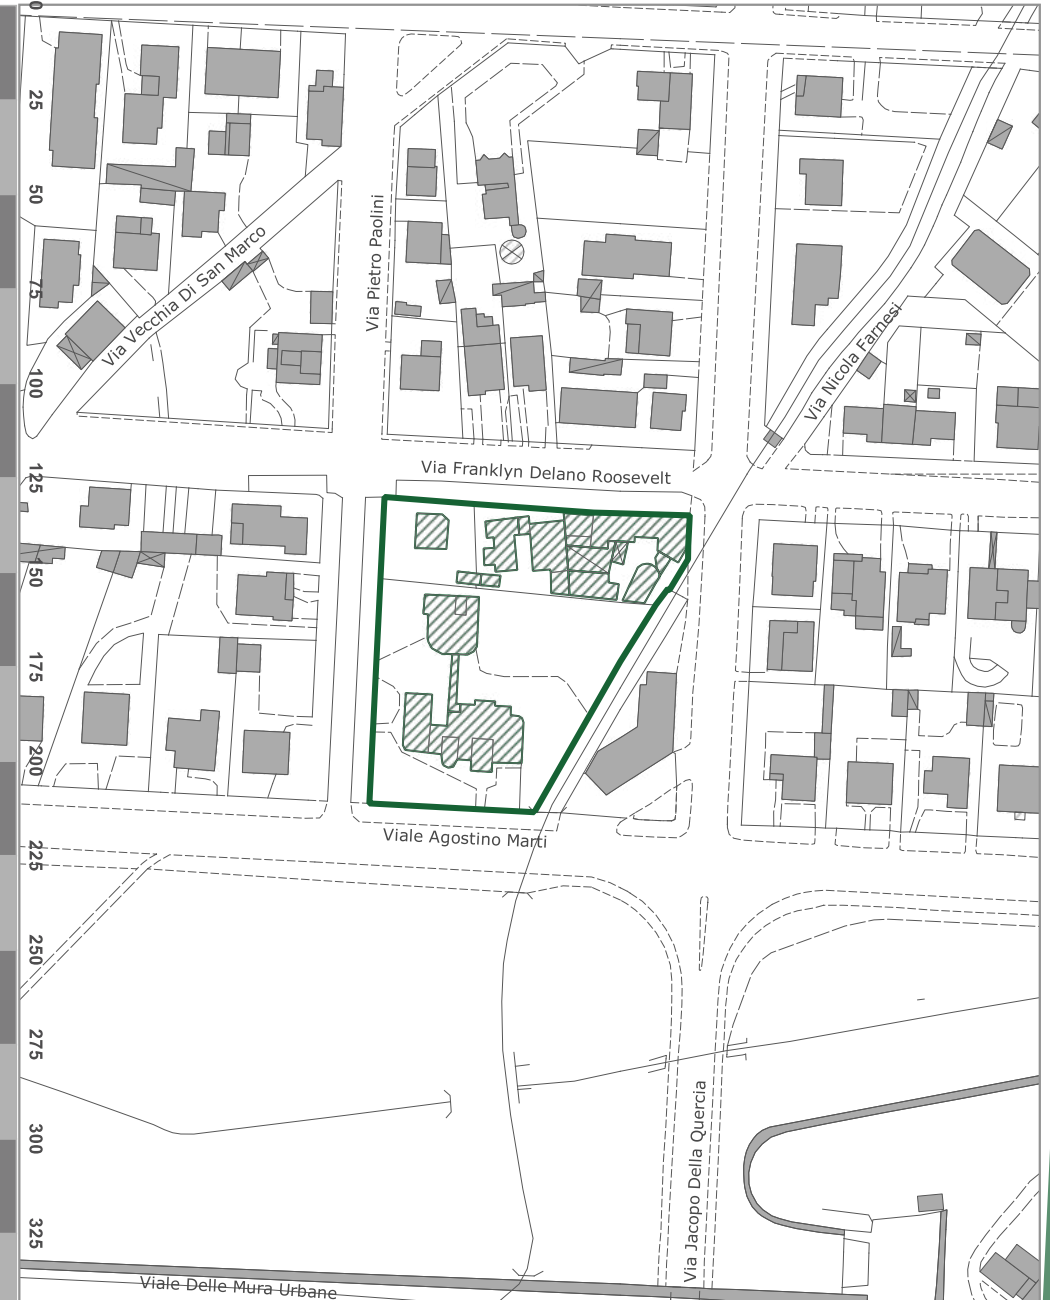 0
25
50
75
100
125
150
175
200
225
250
275
300
325
Via Vecchia Di San Marco
Via Pietro Paolini
Via Nicola Farnesi
Via Franklyn Delano Roosevelt
Viale Agostino Marti
Via Jacopo Della Quercia
Viale Delle Mura Urbane